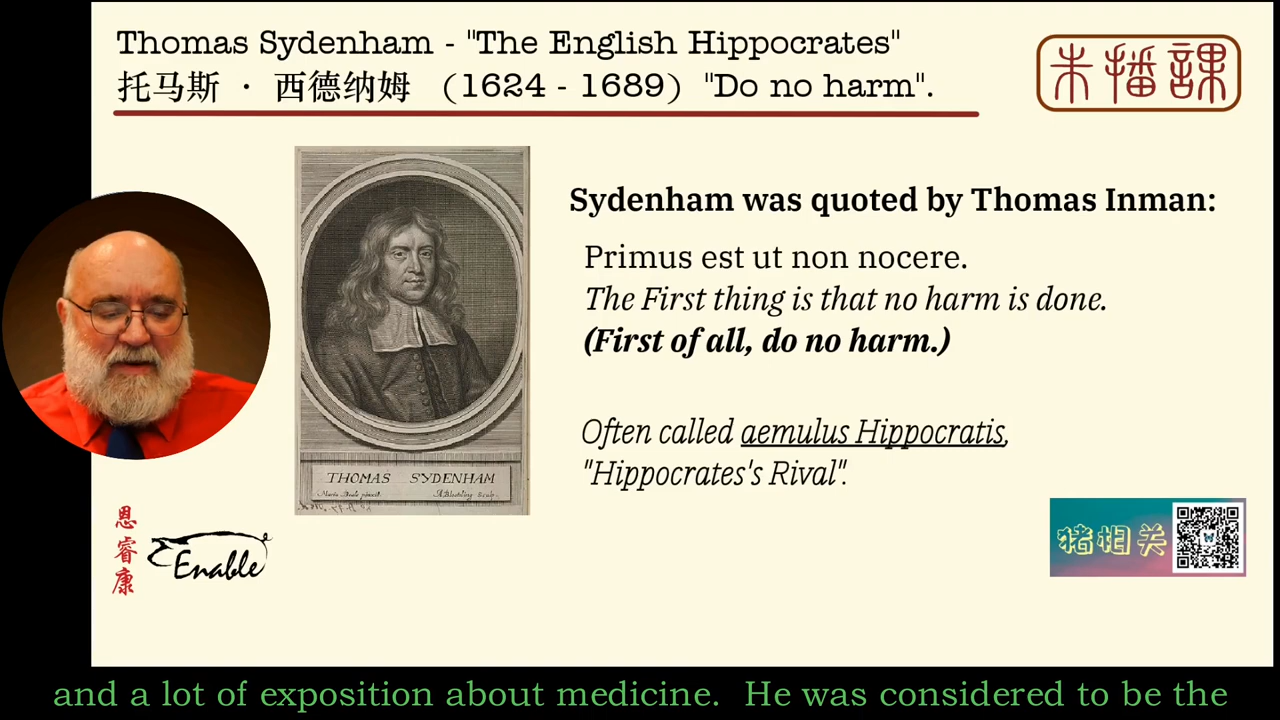 Thomas Sydenham - "The English Hippocrates"
托马斯 · 西德纳姆 (1624 - 1689) "Do no harm".
朱播課
Sydenham was quoted by Thomas Inman:
Primus est ut non nocere.
The First thing is that no harm is done.
(First of all, do no harm.)
Often called aemulus Hippocratis,
"Hippocrates's Rival".
THOMAS SYDENHAM
恩睿康
Enable
猪相关
and a lot of exposition about medicine. He was considered to be the